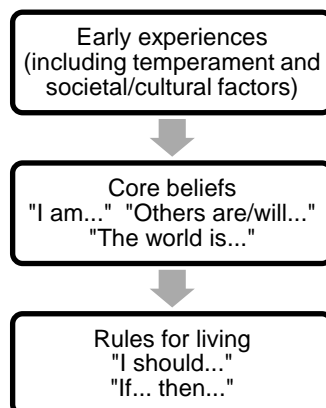 Early experiences
(including temperament and
societal/cultural factors)
Core beliefs
"I am..." "Others are/will..."
"The world is..."
Rules for living
"I should..."
"If... then..."